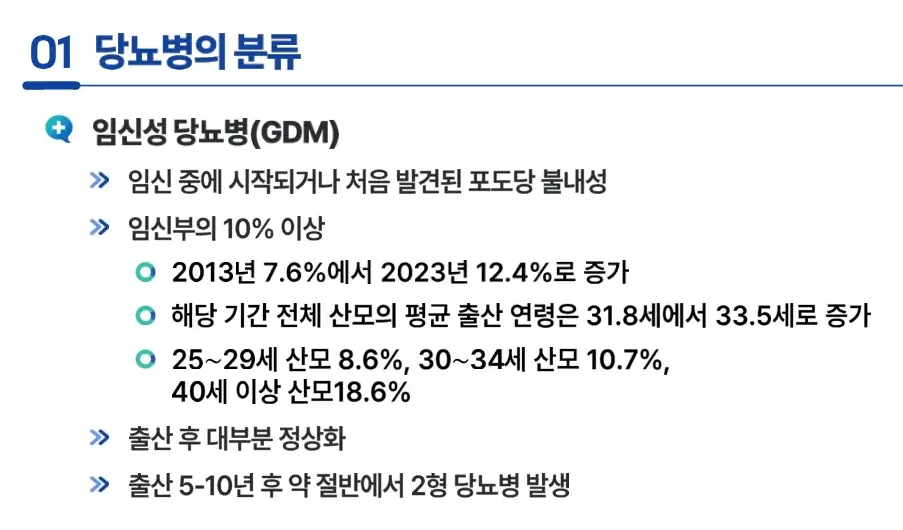 01 당뇨병의 분류
임신성 당뇨병(GDM)
임신 중에 시작되거나 처음 발견된 포도당 불내성
임신부의 10% 이상
2013년 7.6%에서 2023년 12.4%로 증가
해당 기간 전체 산모의 평균 출산 연령은 31.8세에서 33.5세로 증가
25~29세 산모 8.6%, 30~34세 산모 10.7%,
40세 이상 산모18.6%
출산 후 대부분 정상화
출산 5-10년 후 약 절반에서 2형 당뇨병 발생